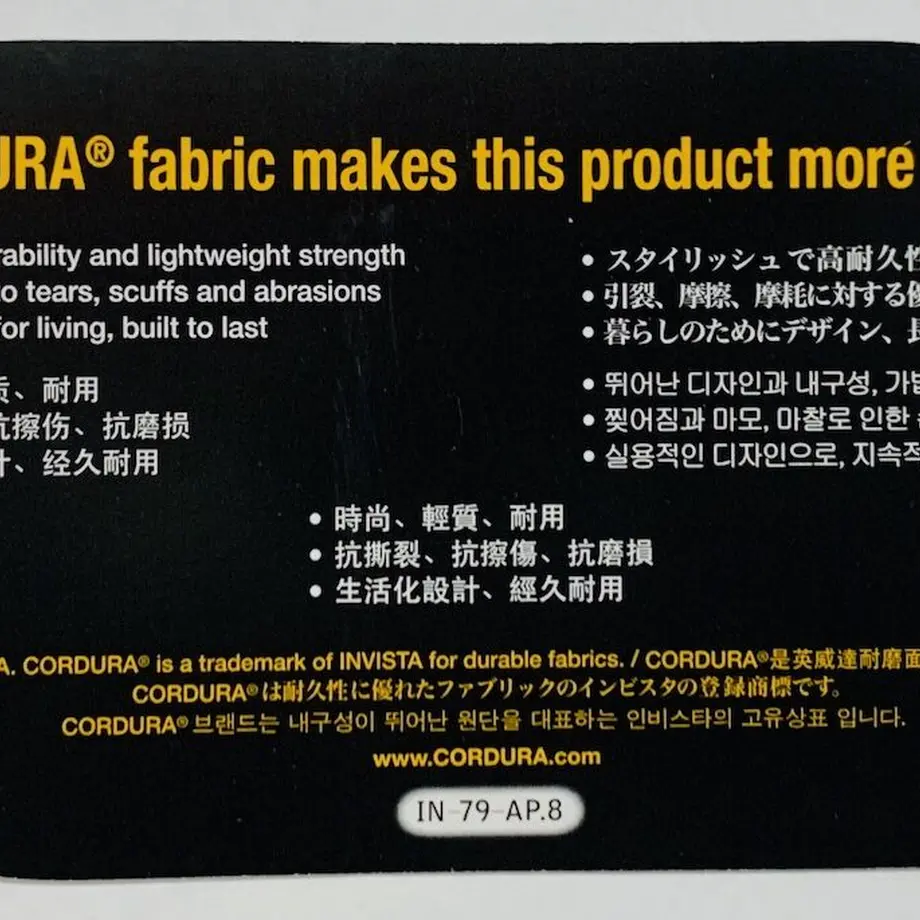 URA® fabric makes this product more
rability and lightweight strength
to tears, scuffs and abrasions
for living, built to last
质、耐用
抗擦伤、抗磨损
计、经久耐用
• スタイリッシュで高耐久性
• 引裂、摩擦、摩耗に対する優
• 暮らしのためにデザイン、長
• 뛰어난 디자인과 내구성, 가볍
• 찢어짐과 마모, 마찰로 인한
• 실용적인 디자인으로, 지속적
• 時尚、輕質、耐用
• 抗撕裂、抗擦傷、抗磨損
• 生活化設計、經久耐用
A. CORDURA® is a trademark of INVISTA for durable fabrics. / CORDURA®是英威達耐磨面
CORDURA®は耐久性に優れたファブリックのインビスタの登録商標です。
CORDURA® 브랜드는 내구성이 뛰어난 원단을 대표하는 인비스타의 고유상표 입니다.
www.CORDURA.com
IN-79-AP.8